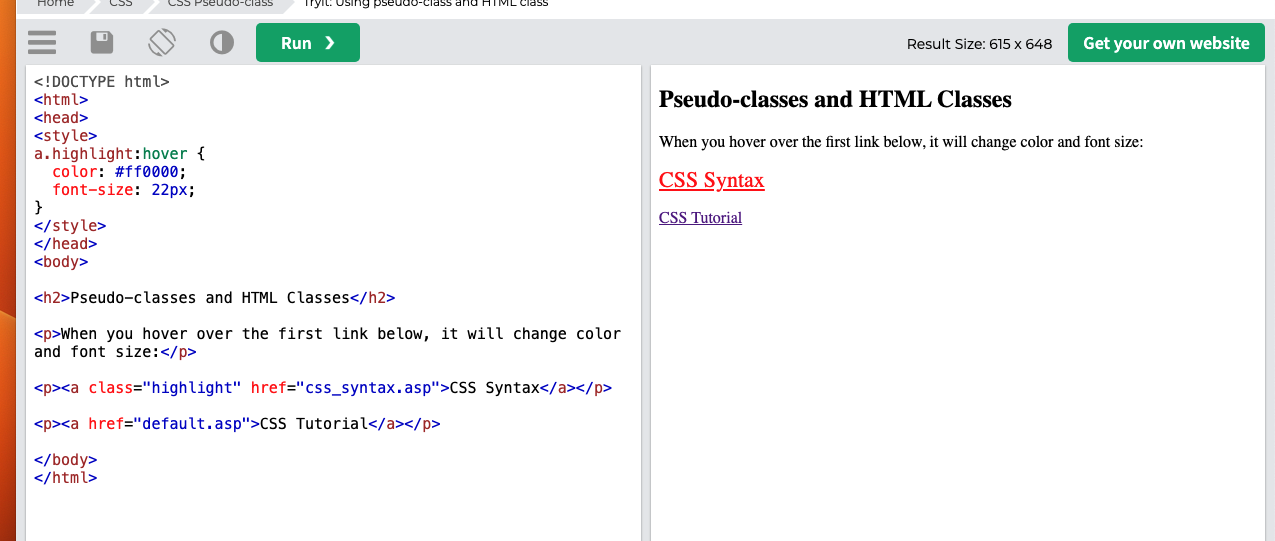 Home CSS CSS Pseudo-class Tryit: Using pseudo-class and HTML class
Run ❯ Result Size: 615 x 648 Get your own website
<!DOCTYPE html>
<html>
<head>
<style>
a.highlight:hover {
  color: #ff0000;
  font-size: 22px;
}
</style>
</head>
<body>

<h2>Pseudo-classes and HTML Classes</h2>

<p>When you hover over the first link below, it will change color
and font size:</p>

<p><a class="highlight" href="css_syntax.asp">CSS Syntax</a></p>

<p><a href="default.asp">CSS Tutorial</a></p>

</body>
</html>
Pseudo-classes and HTML Classes
When you hover over the first link below, it will change color and font size:
CSS Syntax
CSS Tutorial